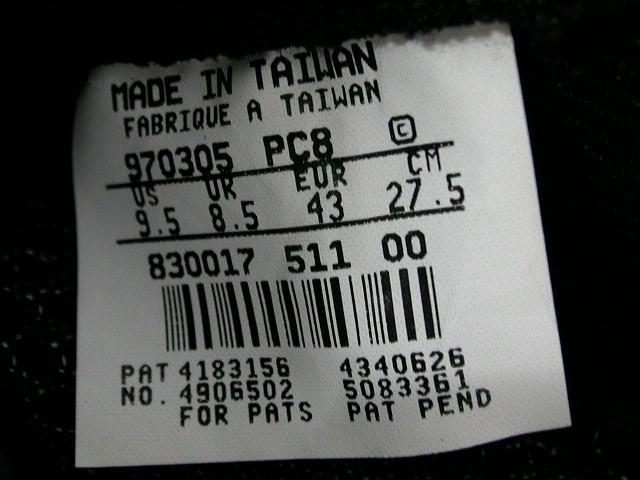 MADE IN TAIWAN
FABRIQUE A TAIWAN
970305 PC8 C
US UK EUR CM
9.5 8.5 43 27.5
830017 511 00
PAT 4183156 4340626
NO. 4906502 5083361
FOR PATS PAT PEND